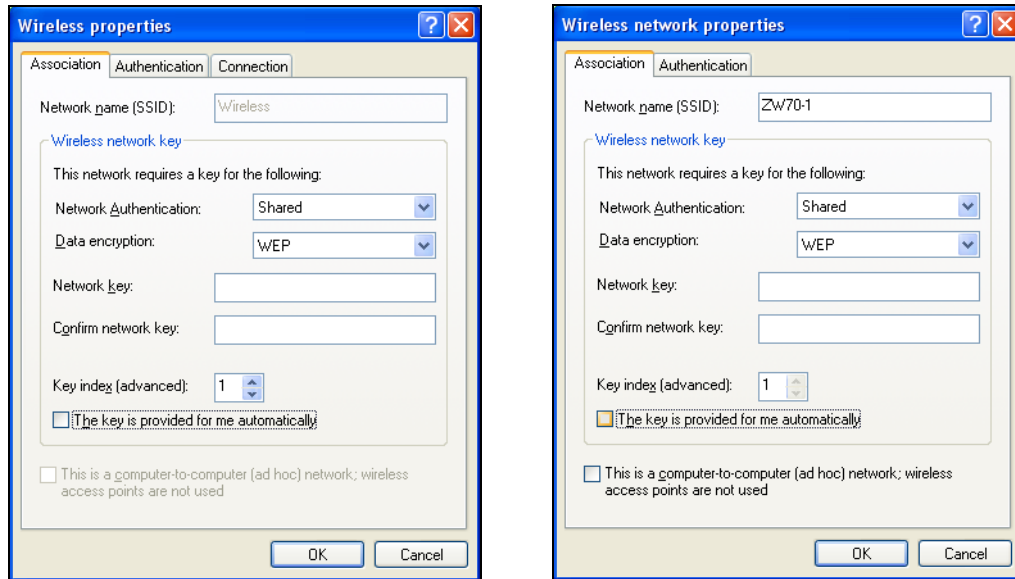 Wireless properties
Association Authentication Connection
Network name (SSID): Wireless
Wireless network key
This network requires a key for the following:
Network Authentication: Shared
Data encryption: WEP
Network key:
Confirm network key:
Key index (advanced): 1
The key is provided for me automatically
This is a computer-to-computer (ad hoc) network; wireless
access points are not used
OK Cancel
Wireless network properties
Association Authentication
Network name (SSID): ZW70-1
Wireless network key
This network requires a key for the following:
Network Authentication: Shared
Data encryption: WEP
Network key:
Confirm network key:
Key index (advanced): 1
The key is provided for me automatically
This is a computer-to-computer (ad hoc) network; wireless
access points are not used
OK Cancel